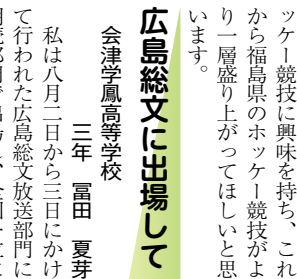 ッケー競技に興味を持ち、これ
から福島県のホッケー競技がよ
り一層盛り上がってほしいと思
います。
広島総文に出場して
会津学鳳高等学校
三年　冨田　夏芽
私は八月二日から三日にかけ
て行われた広島総文放送部門に